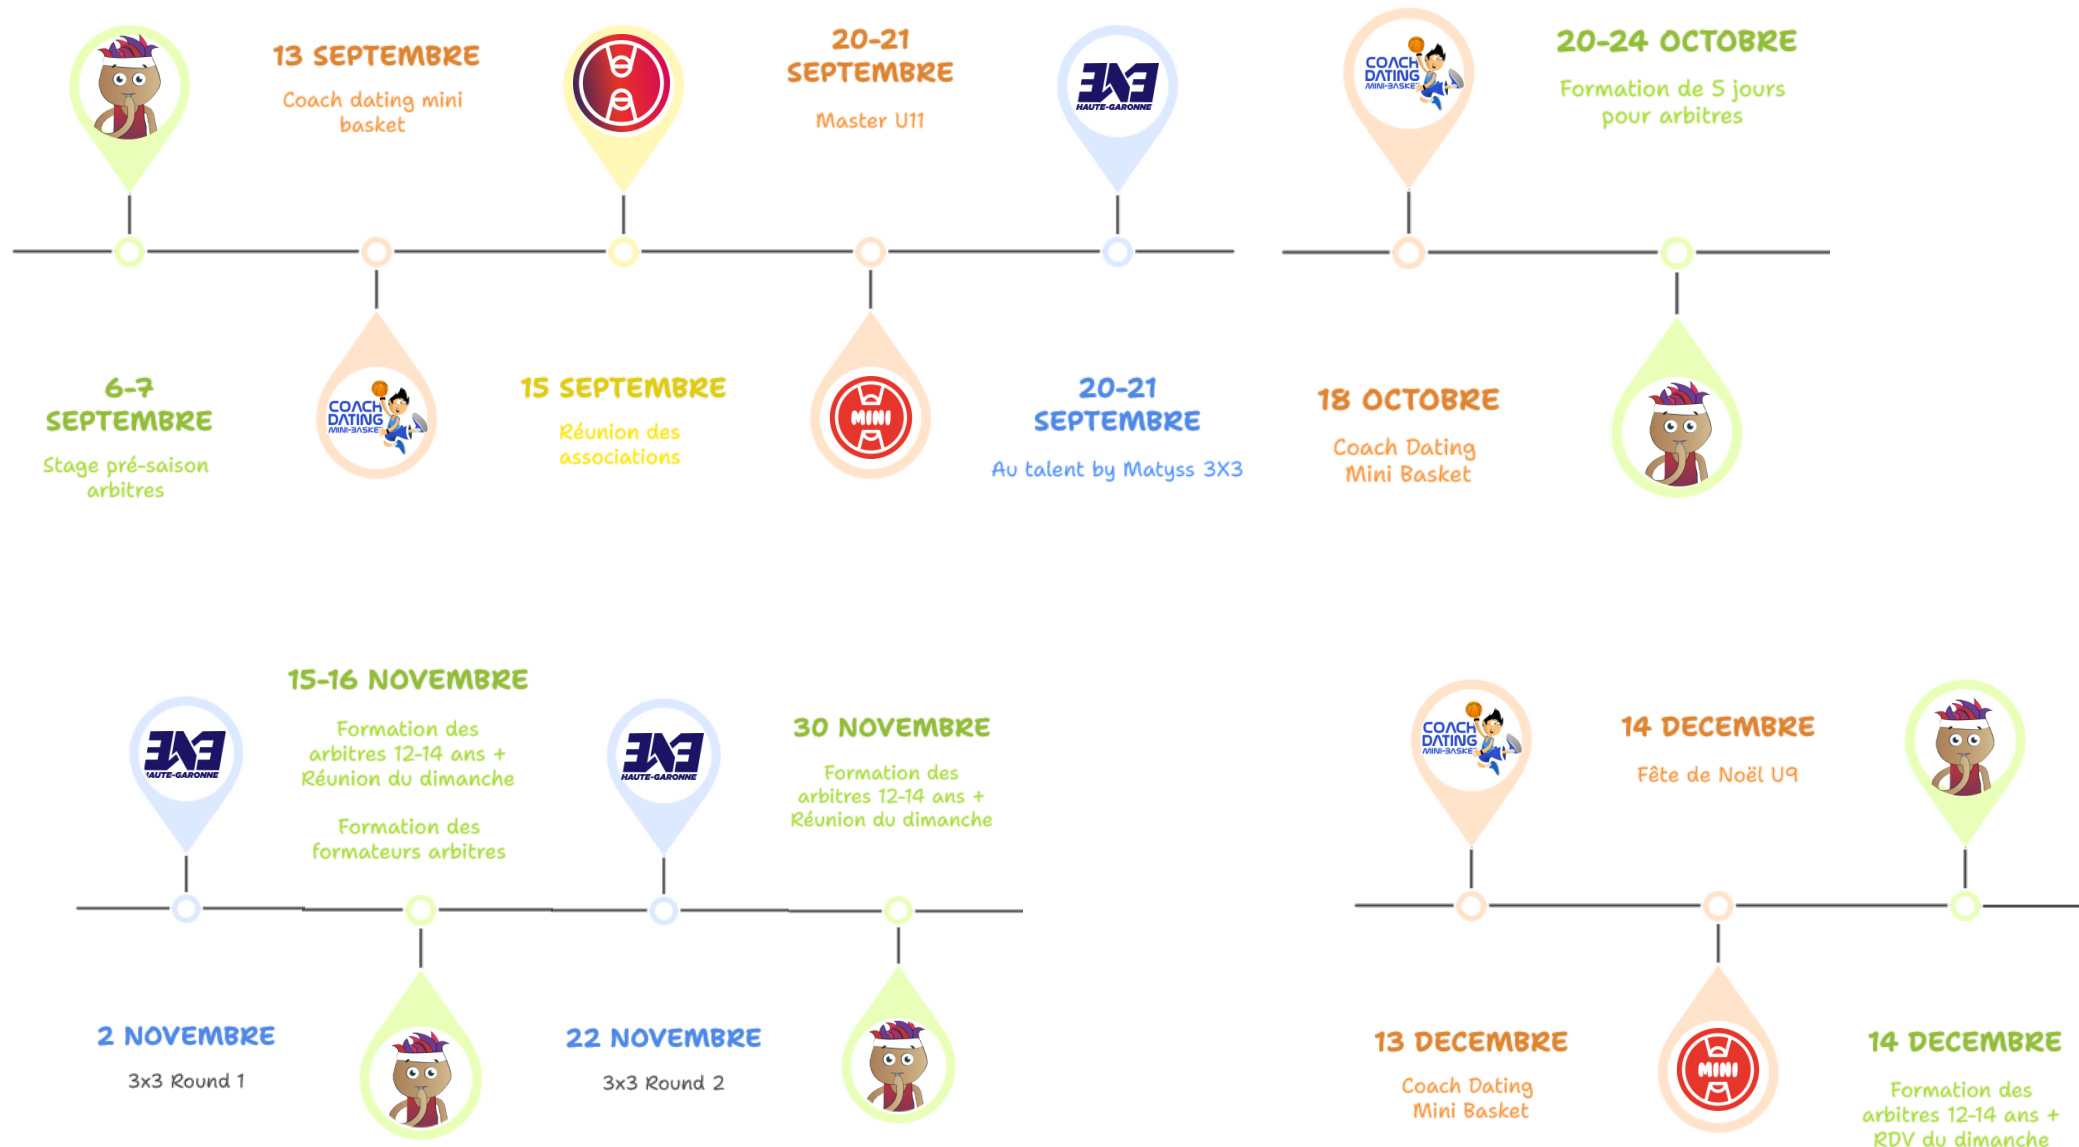 13 SEPTEMBRE
Coach dating mini
basket
20-21
SEPTEMBRE
Master U11
3X3
HAUTE-GARONNE
6-7
SEPTEMBRE
Stage pré-saison
arbitres
COACH
DATING
MINI-BASKET
15 SEPTEMBRE
Réunion des
associations
MINI
20-21
SEPTEMBRE
Au talent by Matyss 3X3
COACH
DATING
MINI-BASKET
20-24 OCTOBRE
Formation de 5 jours
pour arbitres
18 OCTOBRE
Coach Dating
Mini Basket
3X3
HAUTE-GARONNE
15-16 NOVEMBRE
Formation des
arbitres 12-14 ans +
Réunion du dimanche
Formation des
formateurs arbitres
3X3
HAUTE-GARONNE
30 NOVEMBRE
Formation des
arbitres 12-14 ans +
Réunion du dimanche
2 NOVEMBRE
3x3 Round 1
22 NOVEMBRE
3x3 Round 2
COACH
DATING
MINI-BASKET
14 DECEMBRE
Fête de Noël U9
13 DECEMBRE
Coach Dating
Mini Basket
MINI
14 DECEMBRE
Formation des
arbitres 12-14 ans +
RDV du dimanche